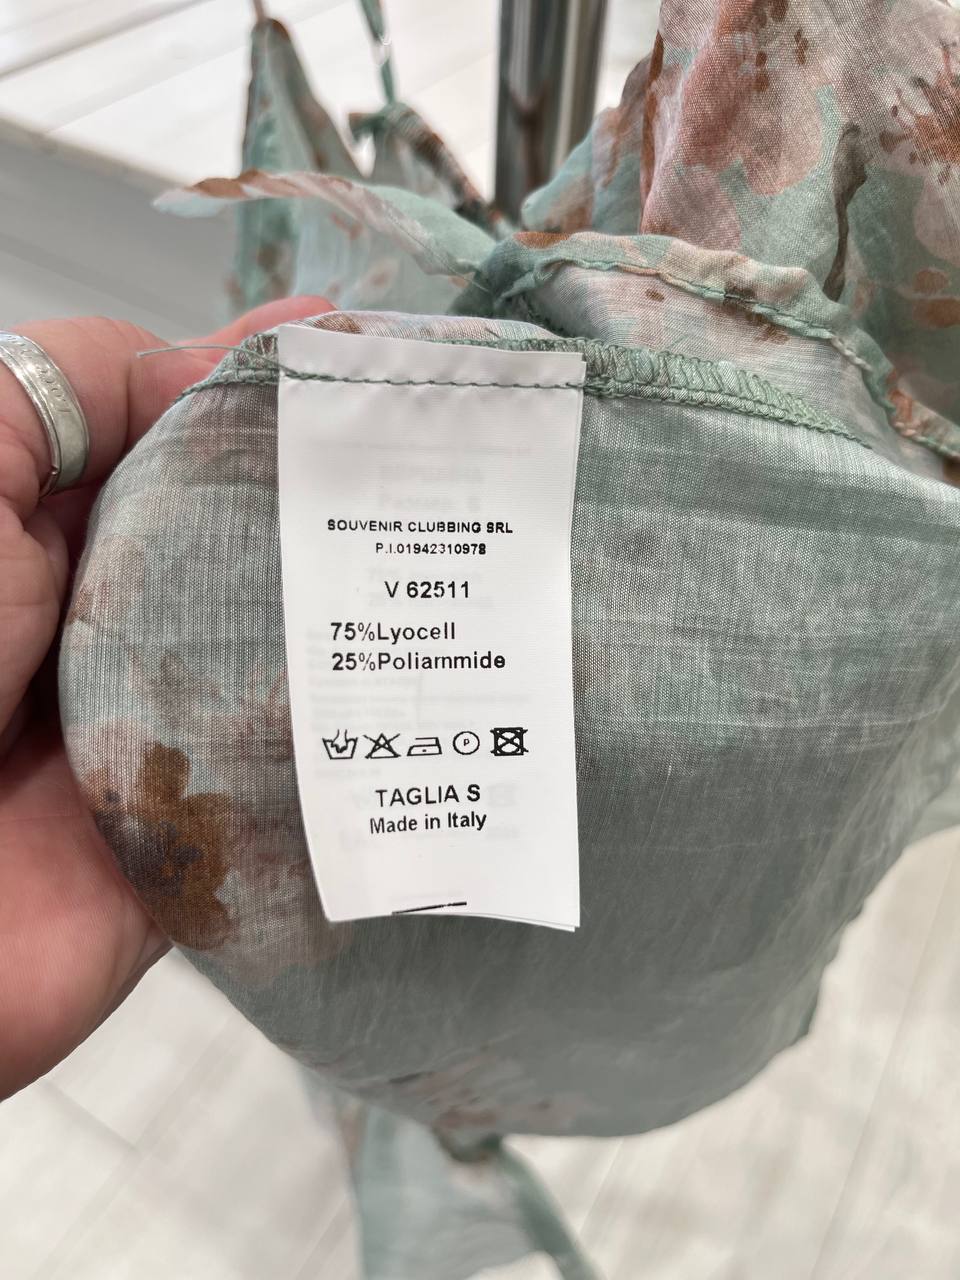 SOUVENIR CLUBBING SRL
P.I.01942310978
V 62511
75%Lyocell
25%Poliammide
P
TAGLIA S
Made in Italy